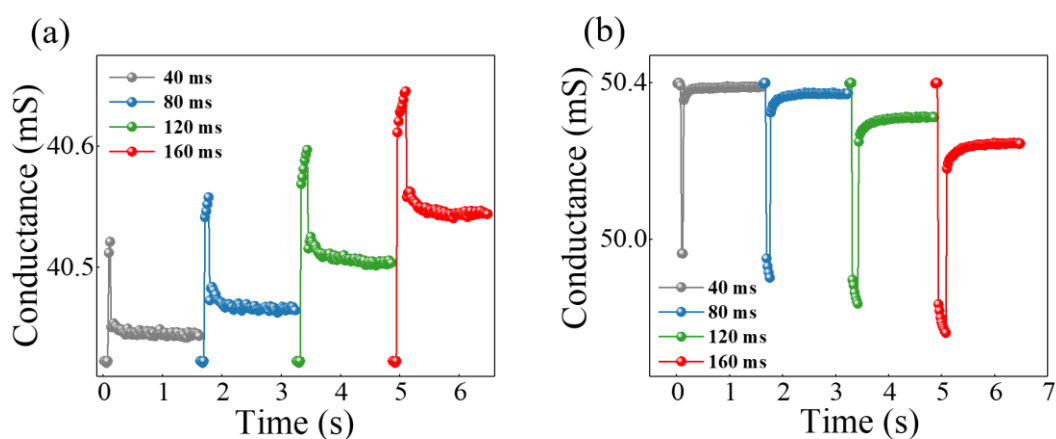 (a)
Conductance (mS)
40.6
40.5
40 ms
80 ms
120 ms
160 ms
0 1 2 3 4 5 6
Time (s)
(b)
Conductance (mS)
50.4
50.0
40 ms
80 ms
120 ms
160 ms
0 1 2 3 4 5 6 7
Time (s)